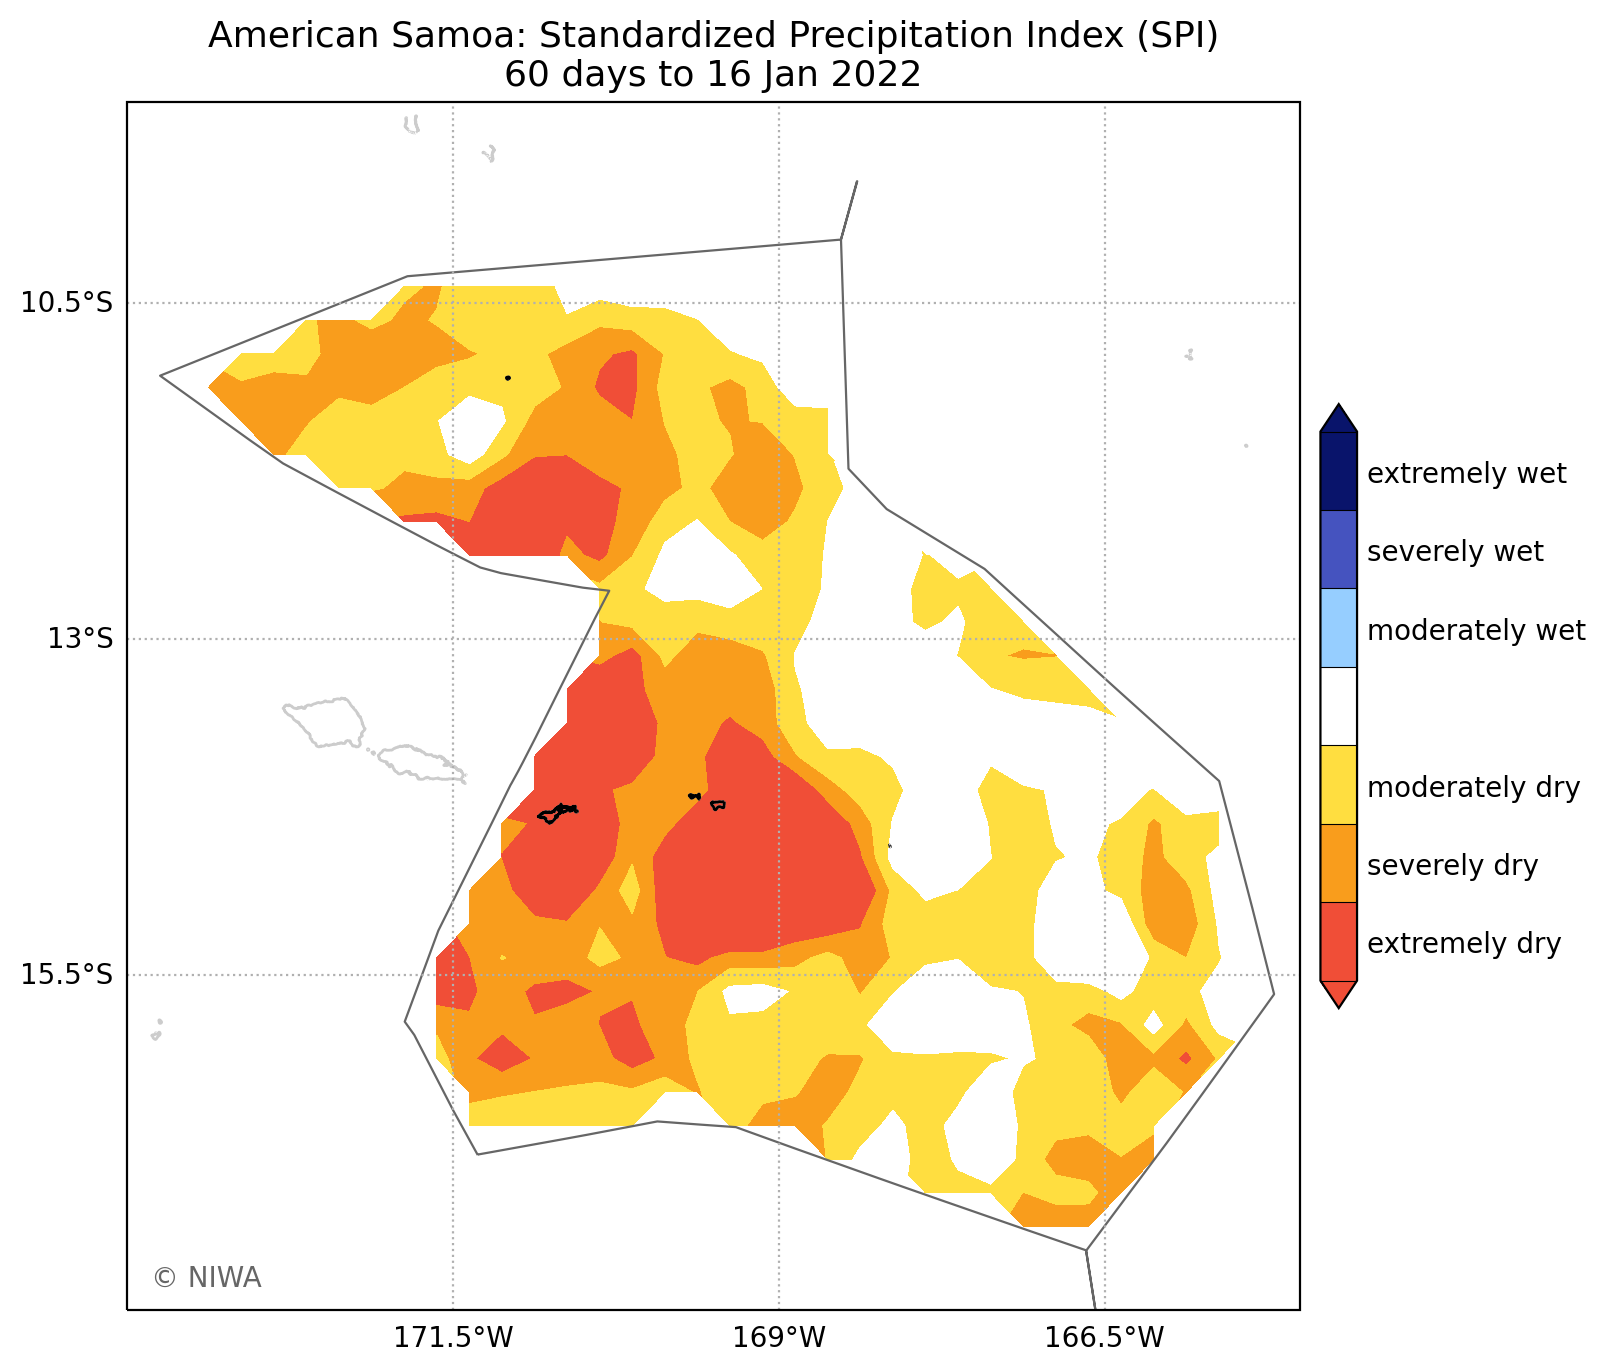 American Samoa: Standardized Precipitation Index (SPI)
60 days to 16 Jan 2022
10.5°S
13°S
15.5°S
171.5°W
169°W
166.5°W
extremely wet
severely wet
moderately wet
moderately dry
severely dry
extremely dry
© NIWA